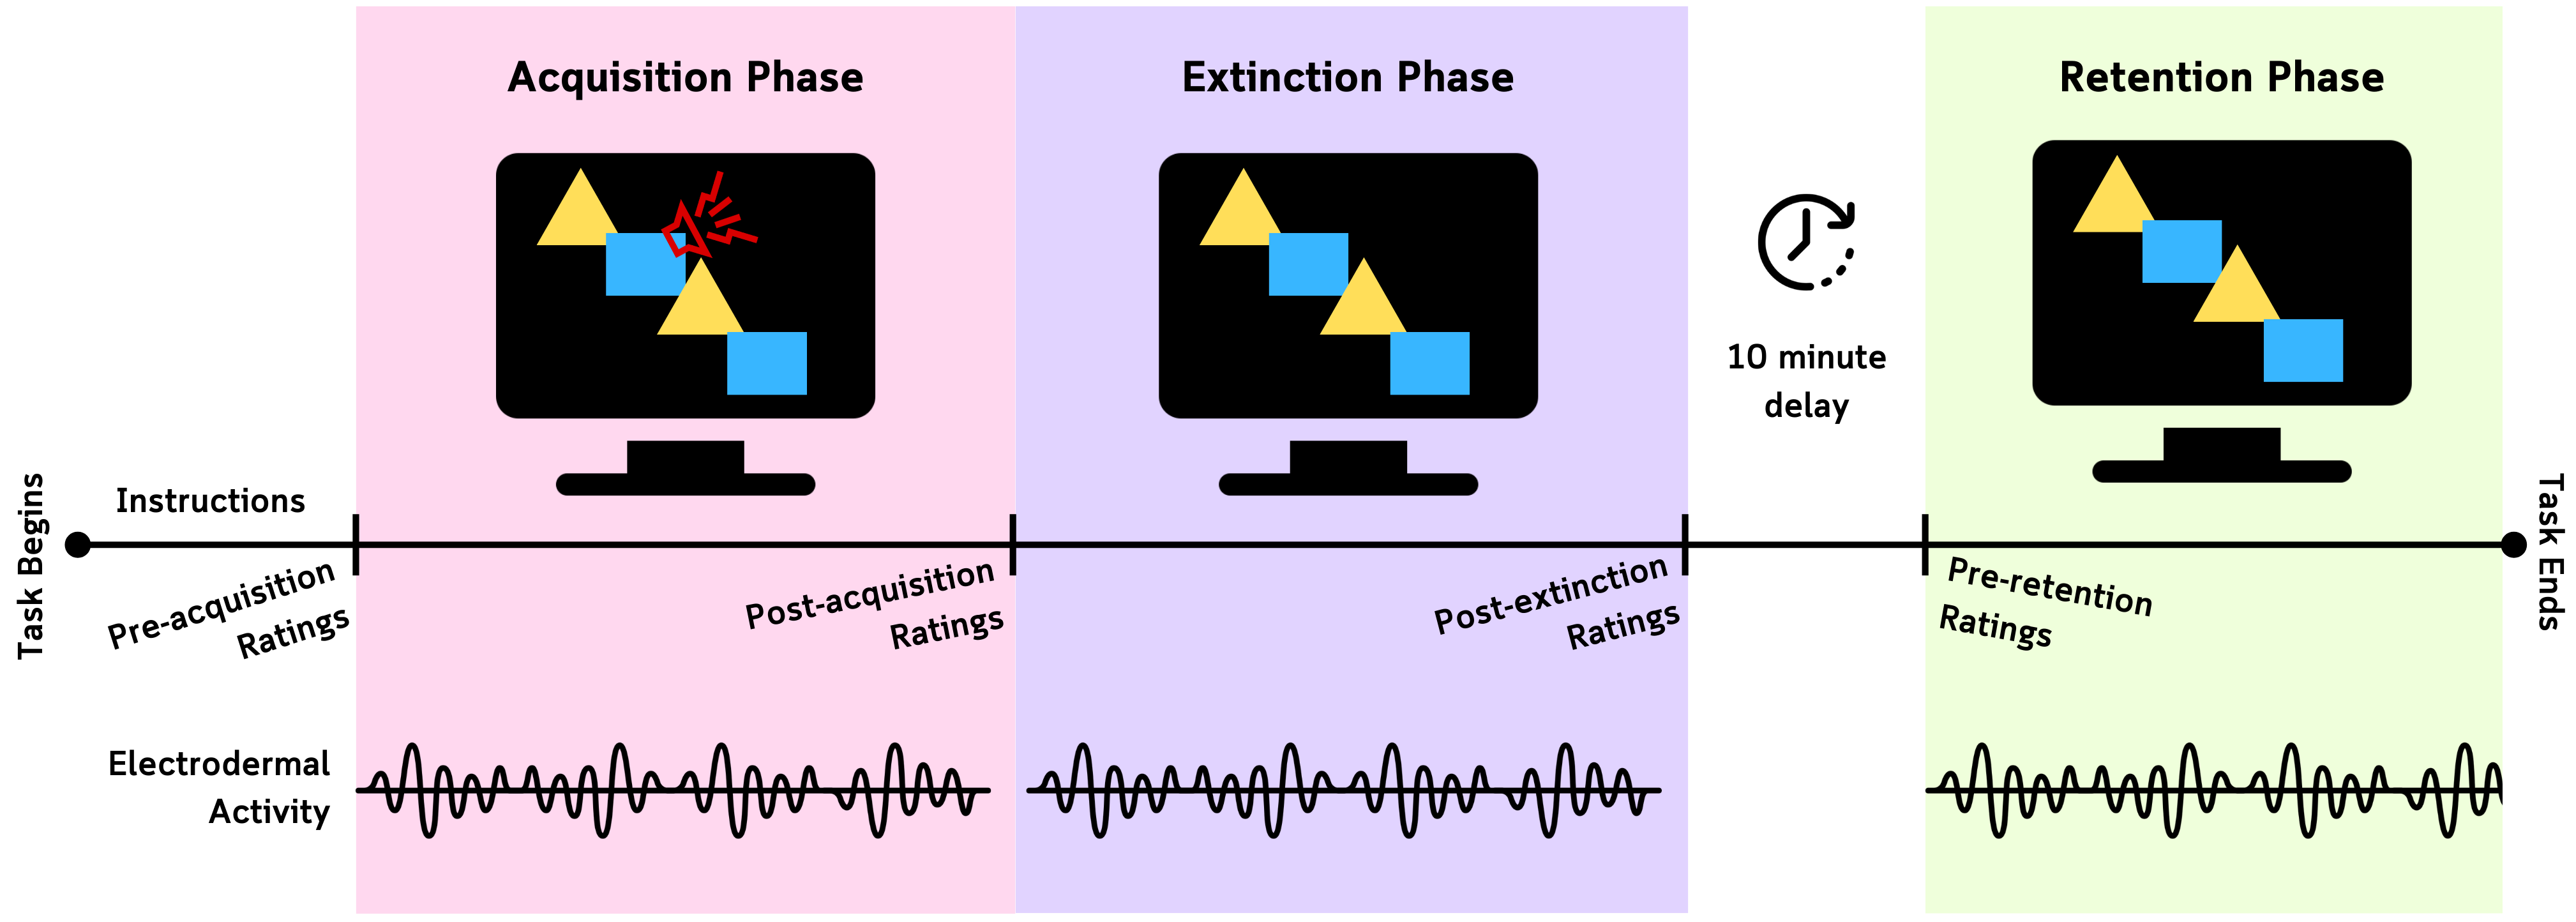 Acquisition Phase
Extinction Phase
Retention Phase
10 minute
delay
Task Begins
Instructions
Task Ends
Pre-acquisition
Ratings
Post-acquisition
Ratings
Post-extinction
Ratings
Pre-retention
Ratings
Electrodermal
Activity